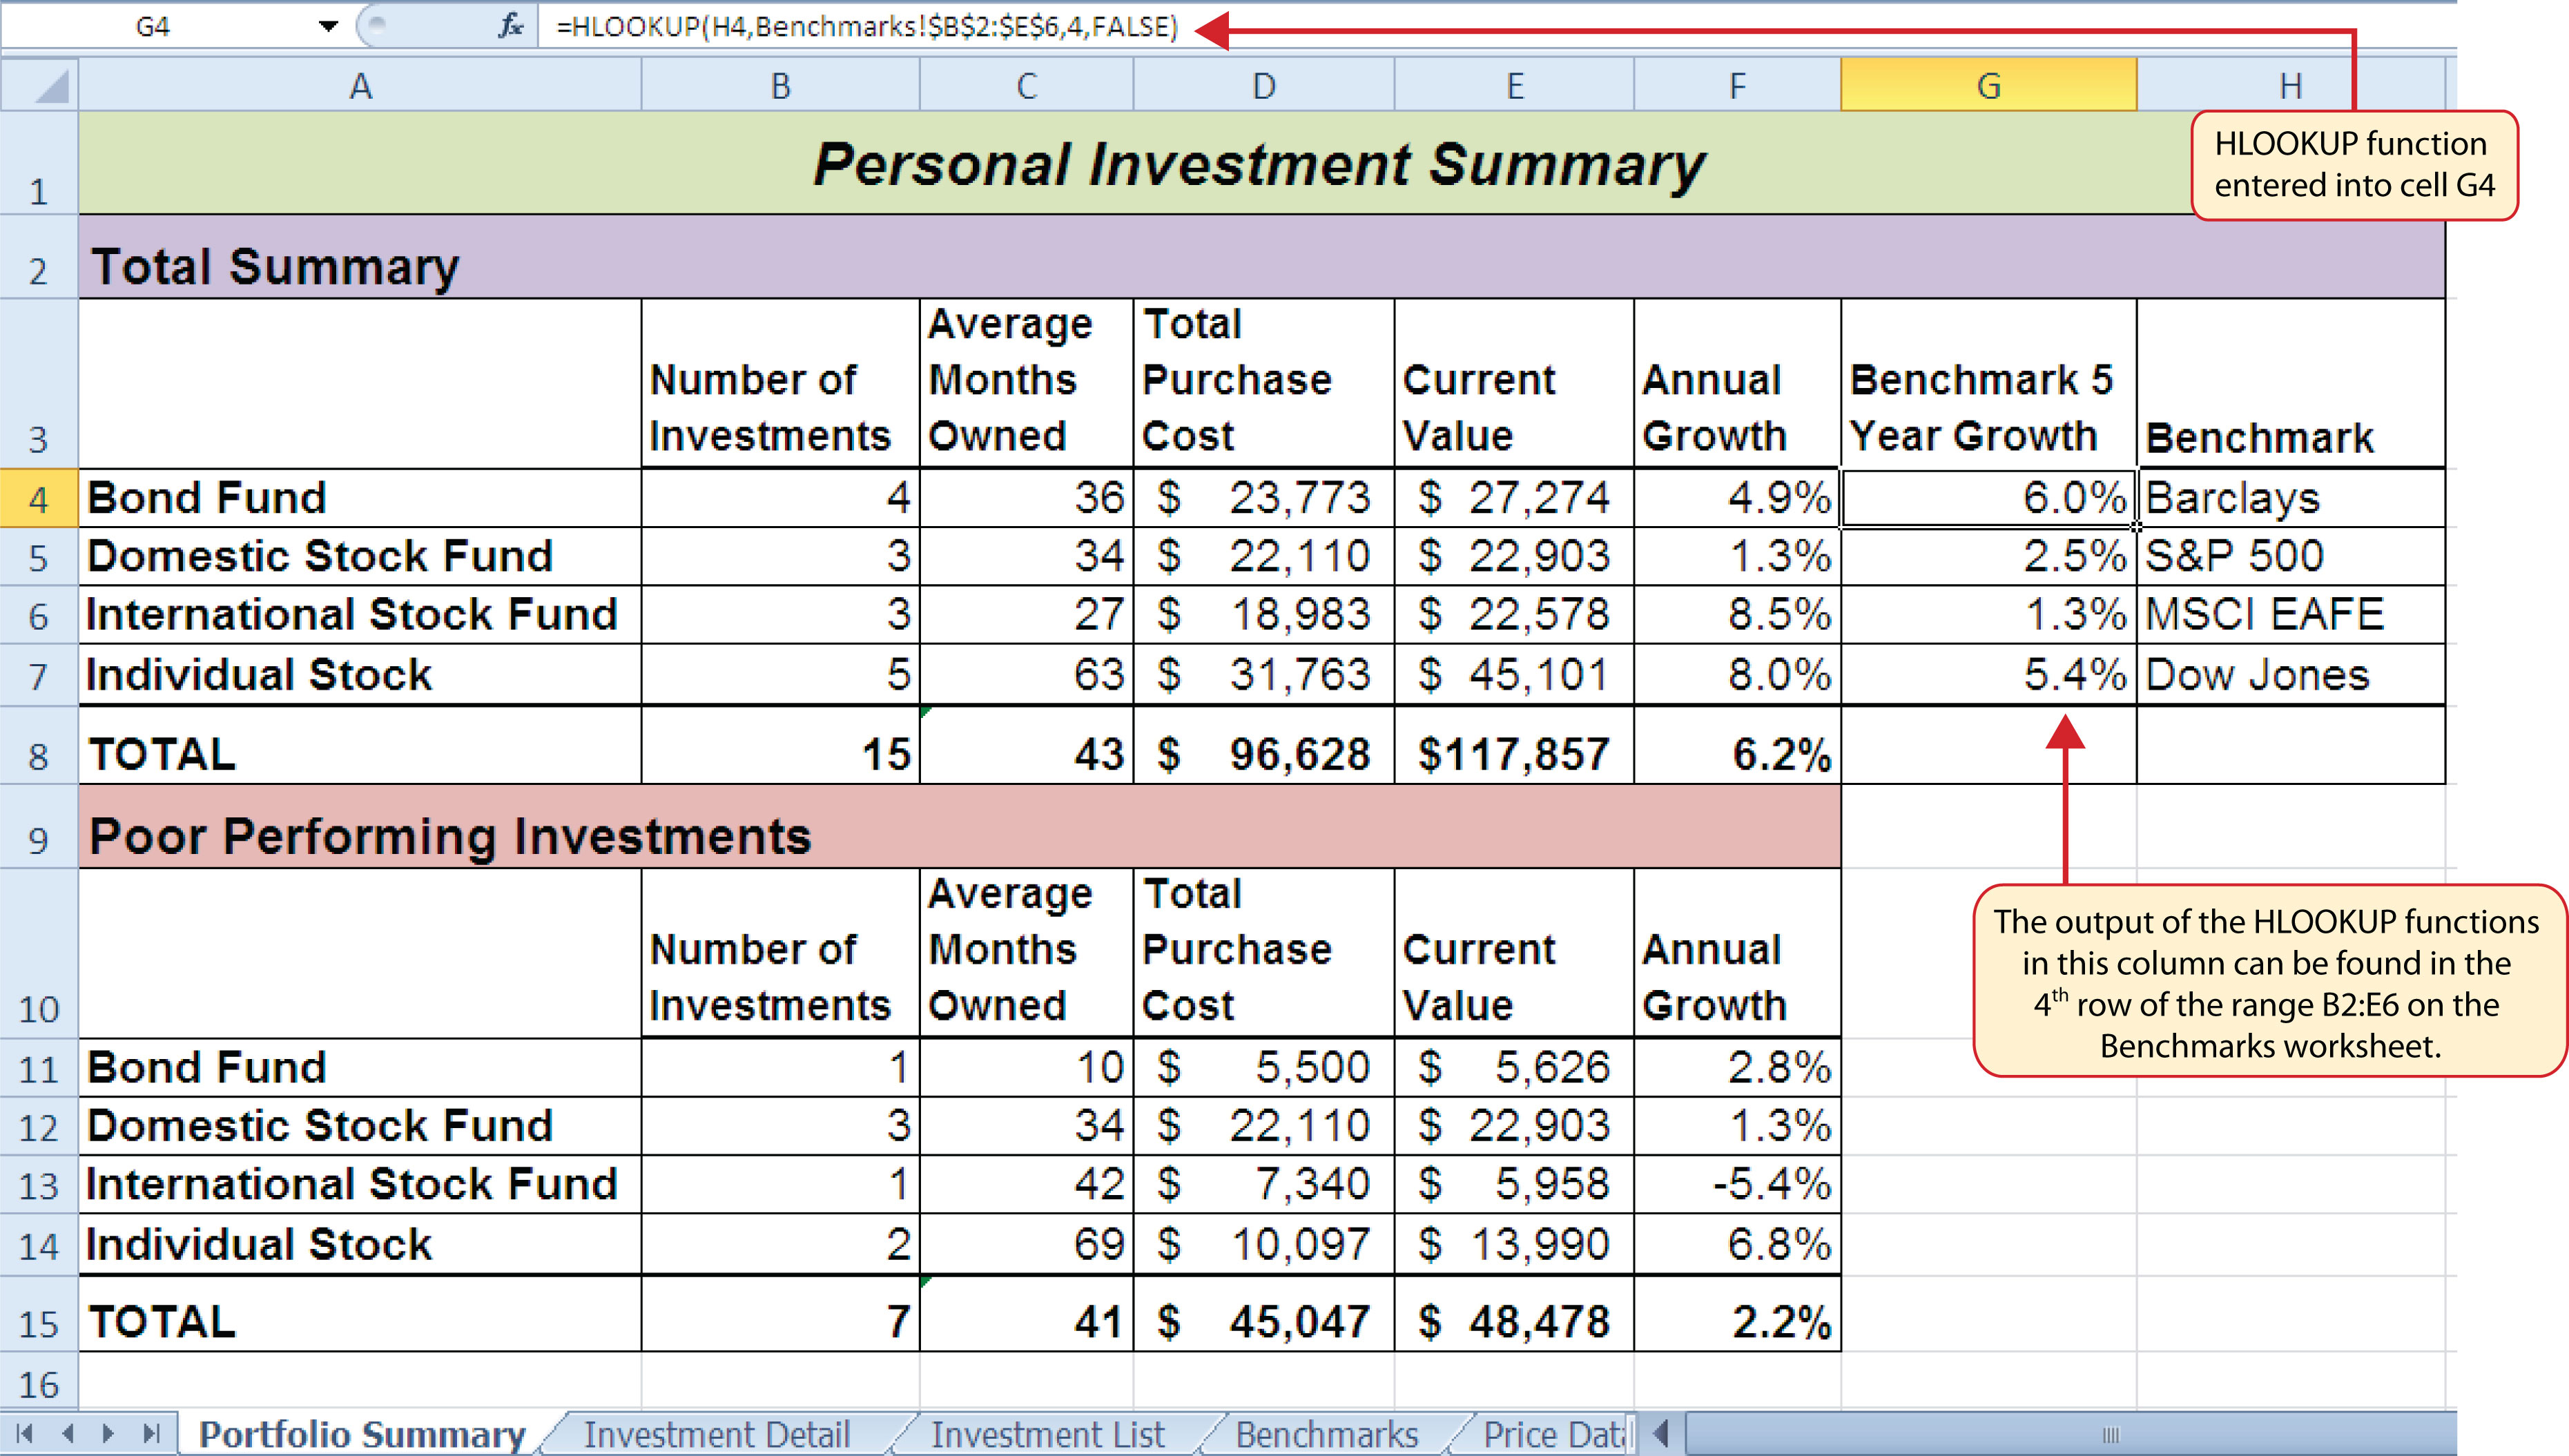 G4 fx =HLOOKUP(H4,Benchmarks!$B$2:$E$6,4,FALSE)
A B C D E F G H
HLOOKUP function
entered into cell G4
1 Personal Investment Summary
2 Total Summary
3 Number of Investments Average Months Owned Total Purchase Cost Current Value Annual Growth Benchmark 5 Year Growth Benchmark
4 Bond Fund 4 36 $ 23,773 $ 27,274 4.9% 6.0% Barclays
5 Domestic Stock Fund 3 34 $ 22,110 $ 22,903 1.3% 2.5% S&P 500
6 International Stock Fund 3 27 $ 18,983 $ 22,578 8.5% 1.3% MSCI EAFE
7 Individual Stock 5 63 $ 31,763 $ 45,101 8.0% 5.4% Dow Jones
8 TOTAL 15 43 $ 96,628 $117,857 6.2%
9 Poor Performing Investments
10 Number of Investments Average Months Owned Total Purchase Cost Current Value Annual Growth
The output of the HLOOKUP functions
in this column can be found in the
4th row of the range B2:E6 on the
Benchmarks worksheet.
11 Bond Fund 1 10 $ 5,500 $ 5,626 2.8%
12 Domestic Stock Fund 3 34 $ 22,110 $ 22,903 1.3%
13 International Stock Fund 1 42 $ 7,340 $ 5,958 -5.4%
14 Individual Stock 2 69 $ 10,097 $ 13,990 6.8%
15 TOTAL 7 41 $ 45,047 $ 48,478 2.2%
16
Portfolio Summary Investment Detail Investment List Benchmarks Price Data